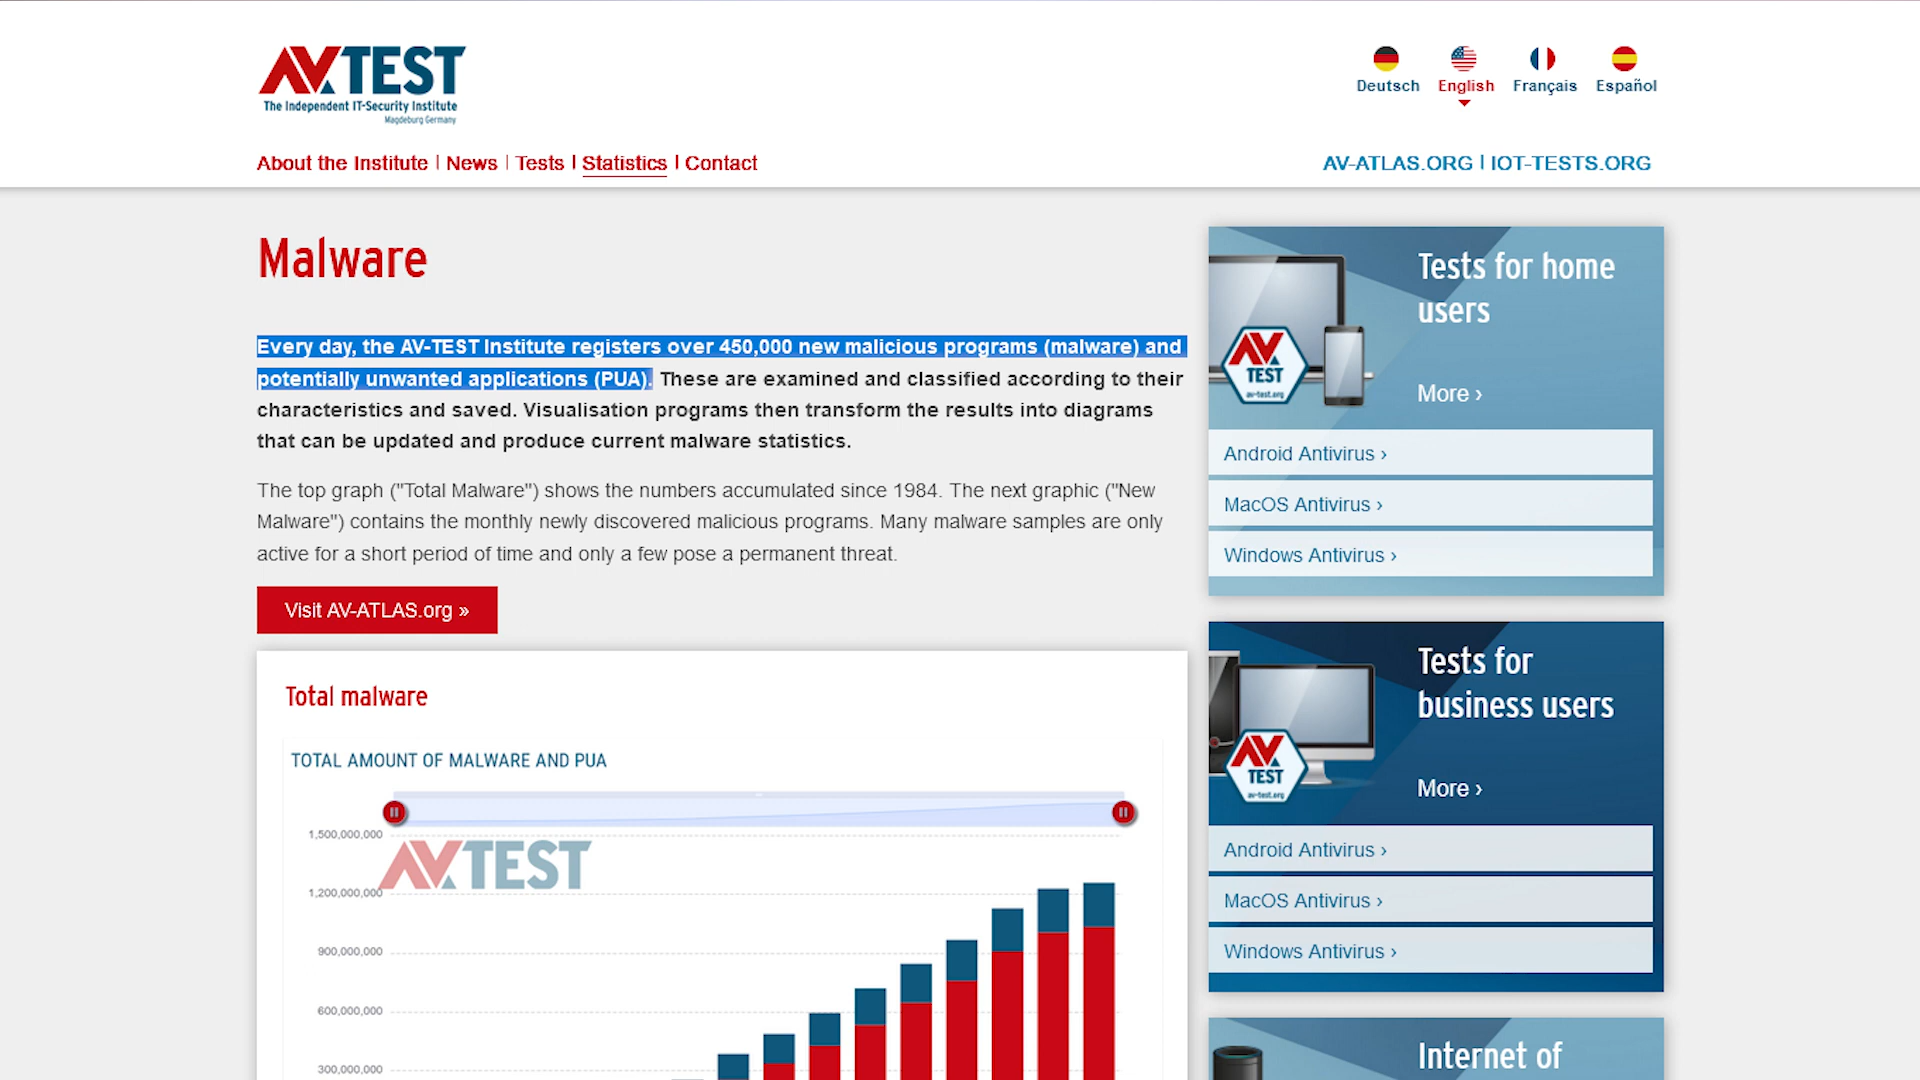 AV TEST
The Independent IT-Security Institute
Magdeburg Germany
Deutsch
English
Français
Español
About the Institute | News | Tests | Statistics | Contact
AV-ATLAS.ORG | IOT-TESTS.ORG
Malware
Every day, the AV-TEST Institute registers over 450,000 new malicious programs (malware) and
potentially unwanted applications (PUA). These are examined and classified according to their
characteristics and saved. Visualisation programs then transform the results into diagrams
that can be updated and produce current malware statistics.
The top graph ("Total Malware") shows the numbers accumulated since 1984. The next graphic ("New
Malware") contains the monthly newly discovered malicious programs. Many malware samples are only
active for a short period of time and only a few pose a permanent threat.
Visit AV-ATLAS.org »
Total malware
TOTAL AMOUNT OF MALWARE AND PUA
1,500,000,000
AV TEST
1,200,000,000
900,000,000
600,000,000
300,000,000
Tests for home
users
AV
TEST
av-test.org
More ›
Android Antivirus ›
MacOS Antivirus ›
Windows Antivirus ›
Tests for
business users
AV
TEST
av-test.org
More ›
Android Antivirus ›
MacOS Antivirus ›
Windows Antivirus ›
Internet of